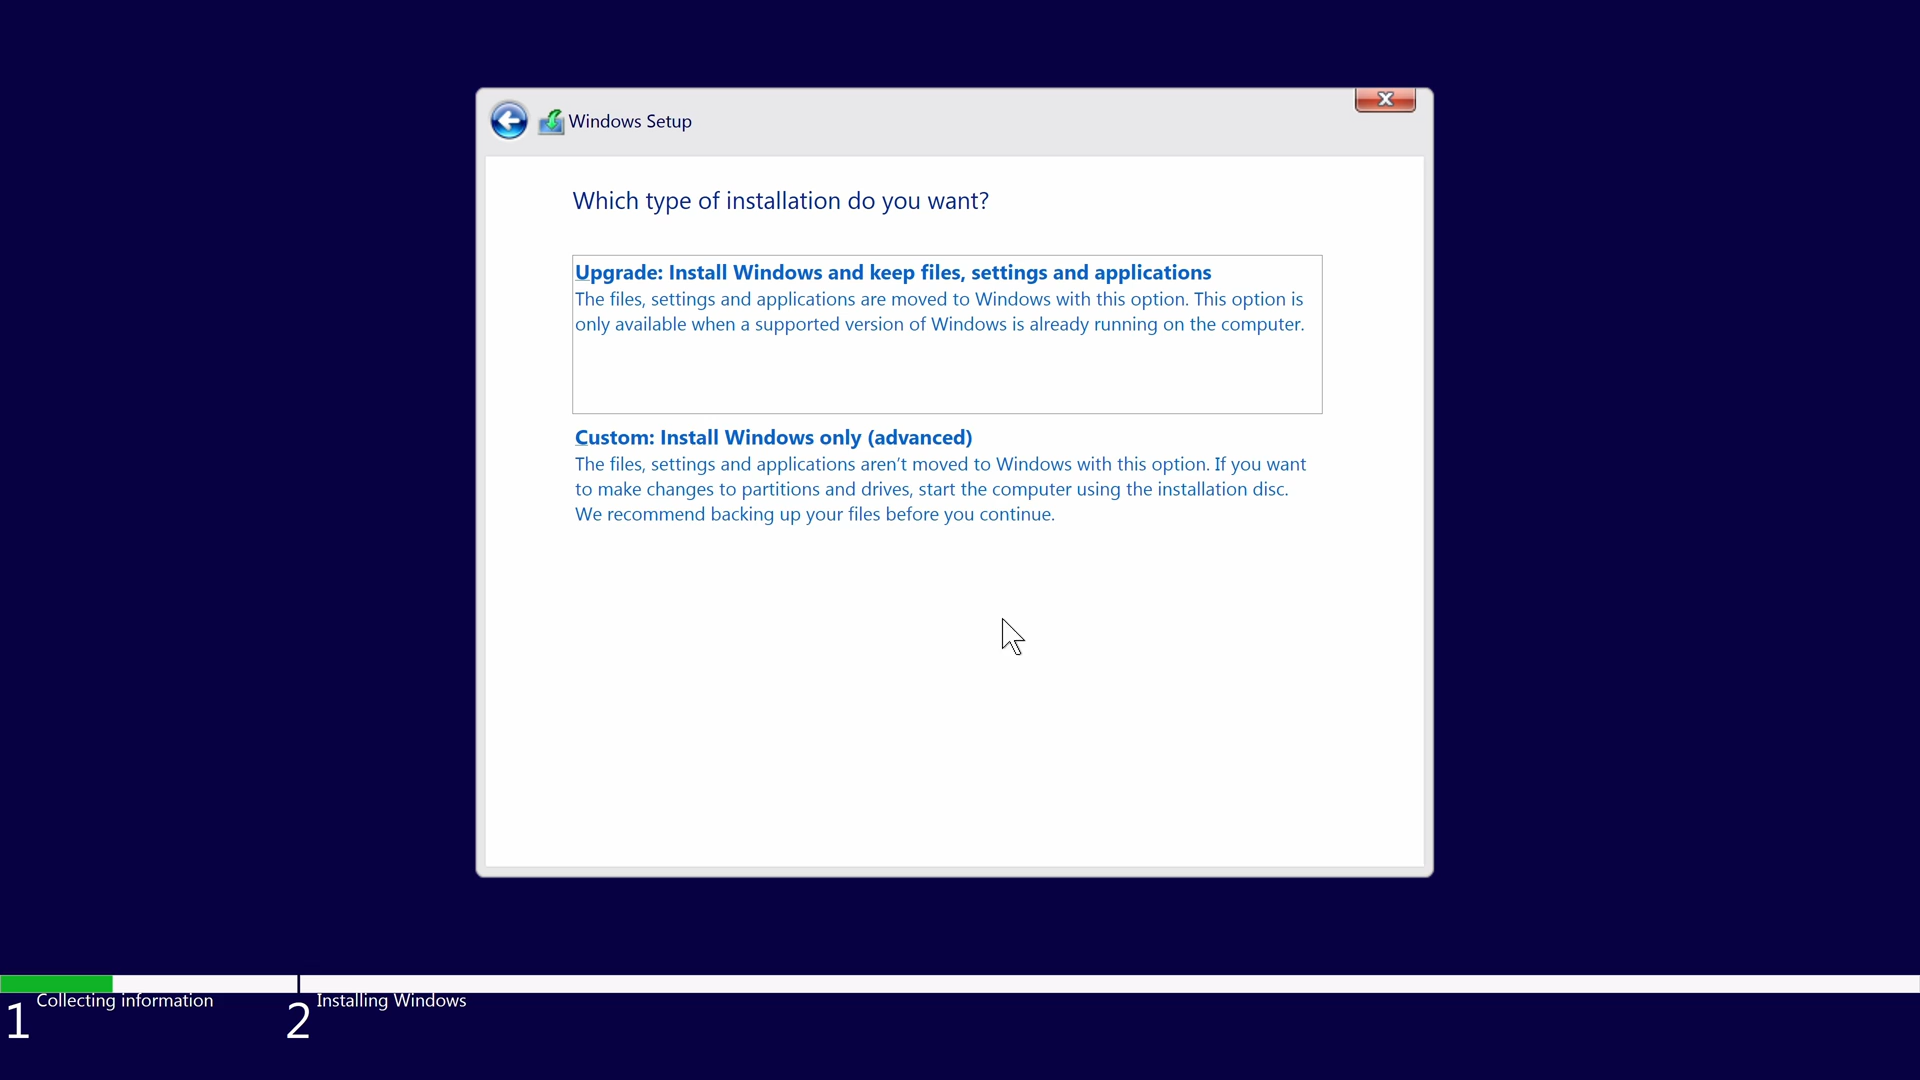 Windows Setup
Which type of installation do you want?
Upgrade: Install Windows and keep files, settings and applications
The files, settings and applications are moved to Windows with this option. This option is
only available when a supported version of Windows is already running on the computer.
Custom: Install Windows only (advanced)
The files, settings and applications aren't moved to Windows with this option. If you want
to make changes to partitions and drives, start the computer using the installation disc.
We recommend backing up your files before you continue.
1 Collecting information
2 Installing Windows